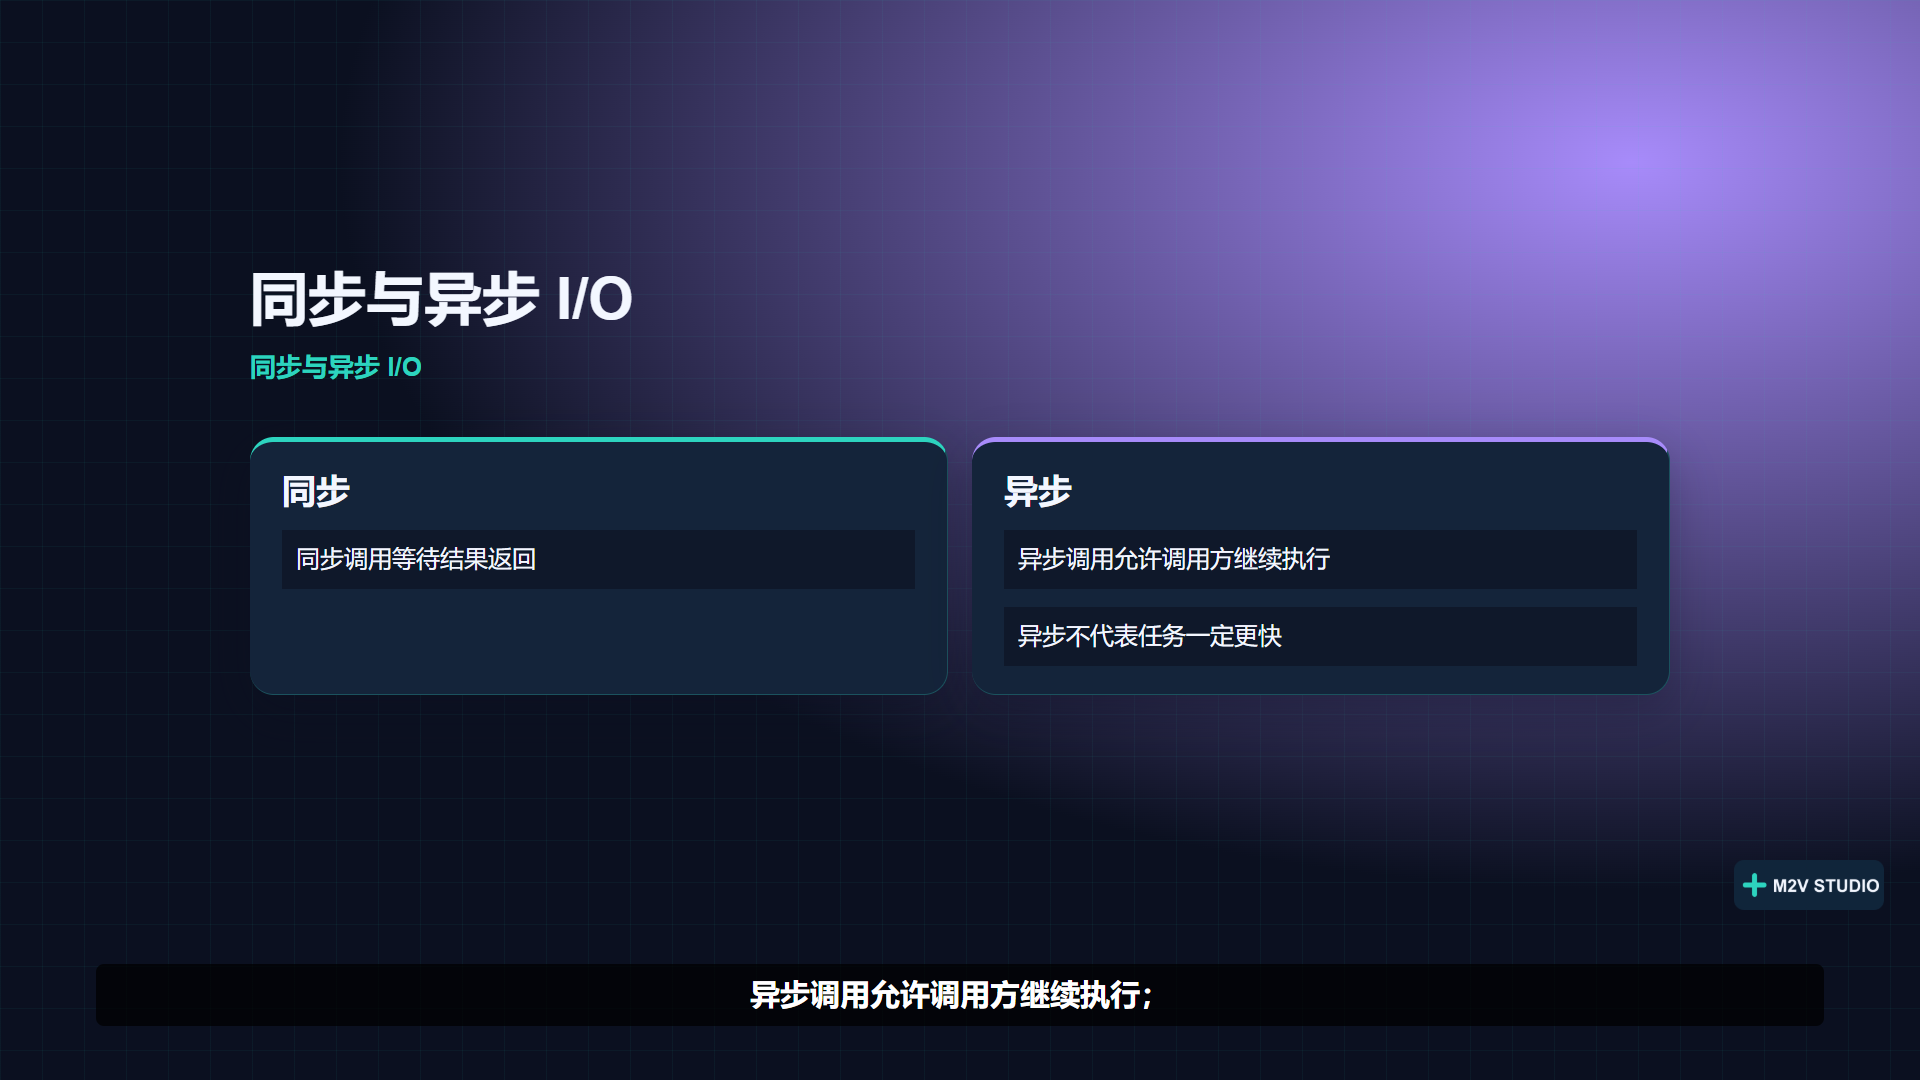 同步与异步 I/O
同步与异步 I/O
同步
同步调用等待结果返回
异步
异步调用允许调用方继续执行
异步不代表任务一定更快
M2V STUDIO
异步调用允许调用方继续执行；